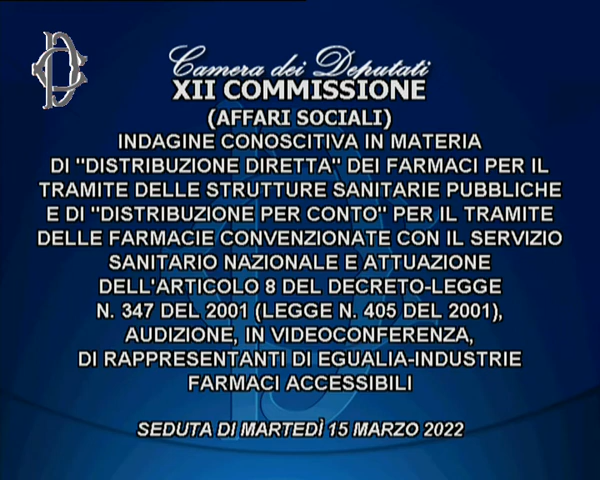 Camera dei Deputati
XII COMMISSIONE
(AFFARI SOCIALI)
INDAGINE CONOSCITIVA IN MATERIA
DI "DISTRIBUZIONE DIRETTA" DEI FARMACI PER IL
TRAMITE DELLE STRUTTURE SANITARIE PUBBLICHE
E DI "DISTRIBUZIONE PER CONTO" PER IL TRAMITE
DELLE FARMACIE CONVENZIONATE CON IL SERVIZIO
SANITARIO NAZIONALE E ATTUAZIONE
DELL'ARTICOLO 8 DEL DECRETO-LEGGE
N. 347 DEL 2001 (LEGGE N. 405 DEL 2001),
AUDIZIONE, IN VIDEOCONFERENZA,
DI RAPPRESENTANTI DI EGUALIA-INDUSTRIE
FARMACI ACCESSIBILI
SEDUTA DI MARTEDÌ 15 MARZO 2022